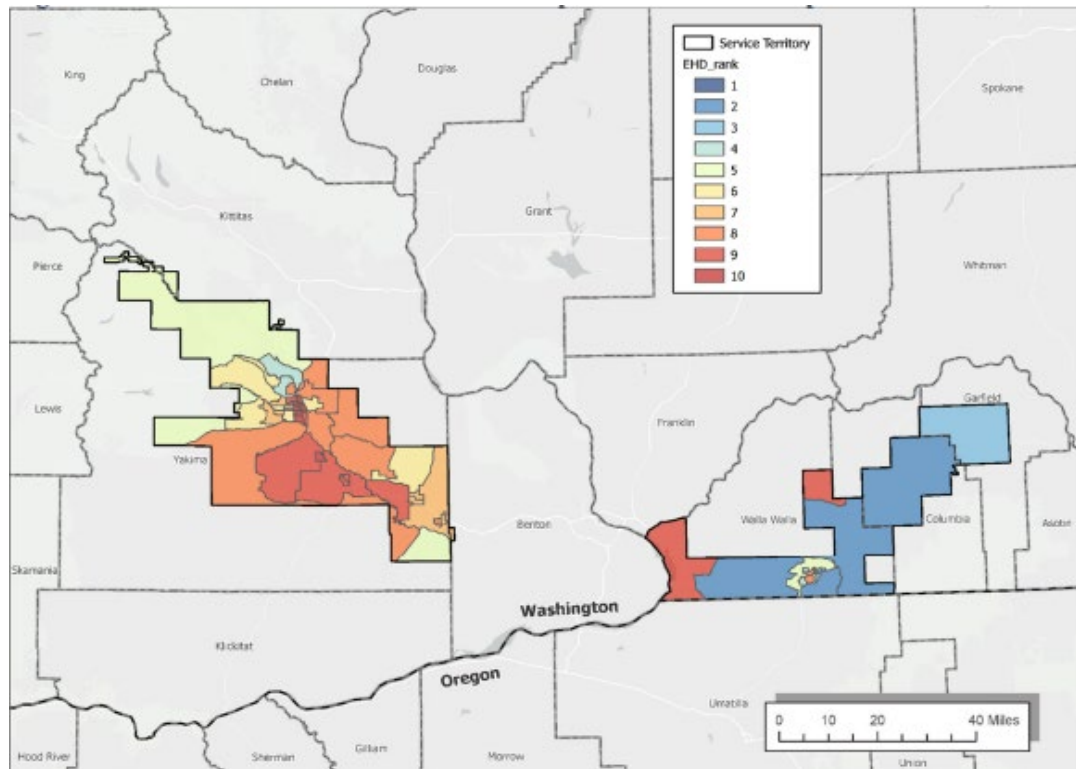 Service Territory
EHD_rank
1
2
3
4
5
6
7
8
9
10
King
Chelan
Douglas
Spokane
Kittitas
Grant
Pierce
Whitman
Lewis
Yakima
Franklin
Garfield
Benton
Walla Walla
Columbia
Asotin
Skamania
Washington
Klickitat
Oregon
Umatilla
0 10 20 40 Miles
Hood River
Sherman
Gilliam
Morrow
Union